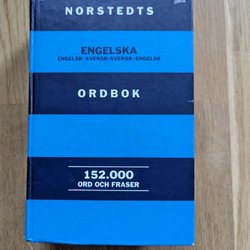 NORSTEDTS
ENGELSKA
ENGELSK-SVENSK/SVENSK-ENGELSK
ORDBOK
152.000
ORD OCH FRASER